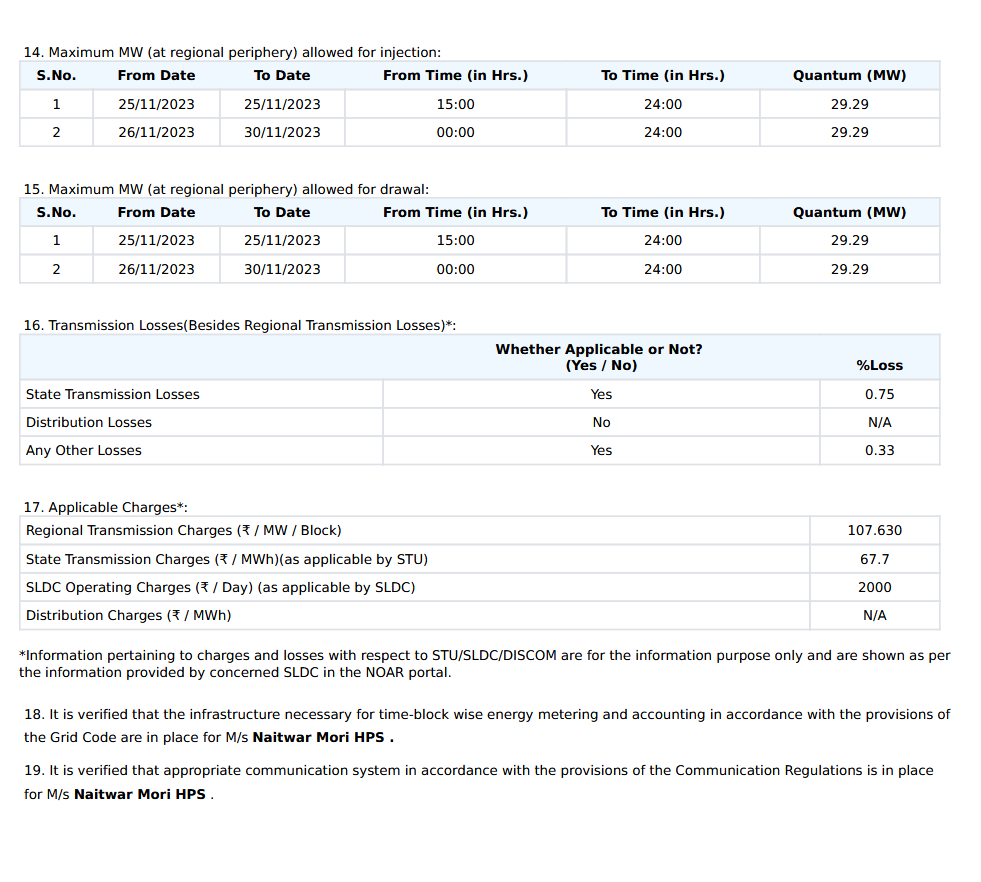 14. Maximum MW (at regional periphery) allowed for injection:
S.No. From Date To Date From Time (in Hrs.) To Time (in Hrs.) Quantum (MW)
1 25/11/2023 25/11/2023 15:00 24:00 29.29
2 26/11/2023 30/11/2023 00:00 24:00 29.29
15. Maximum MW (at regional periphery) allowed for drawal:
S.No. From Date To Date From Time (in Hrs.) To Time (in Hrs.) Quantum (MW)
1 25/11/2023 25/11/2023 15:00 24:00 29.29
2 26/11/2023 30/11/2023 00:00 24:00 29.29
16. Transmission Losses(Besides Regional Transmission Losses)*:
Whether Applicable or Not?
(Yes / No) %Loss
State Transmission Losses Yes 0.75
Distribution Losses No N/A
Any Other Losses Yes 0.33
17. Applicable Charges*:
Regional Transmission Charges (₹ / MW / Block) 107.630
State Transmission Charges (₹ / MWh)(as applicable by STU) 67.7
SLDC Operating Charges (₹ / Day) (as applicable by SLDC) 2000
Distribution Charges (₹ / MWh) N/A
*Information pertaining to charges and losses with respect to STU/SLDC/DISCOM are for the information purpose only and are shown as per
the information provided by concerned SLDC in the NOAR portal.
18. It is verified that the infrastructure necessary for time-block wise energy metering and accounting in accordance with the provisions of
the Grid Code are in place for M/s Naitwar Mori HPS .
19. It is verified that appropriate communication system in accordance with the provisions of the Communication Regulations is in place
for M/s Naitwar Mori HPS .